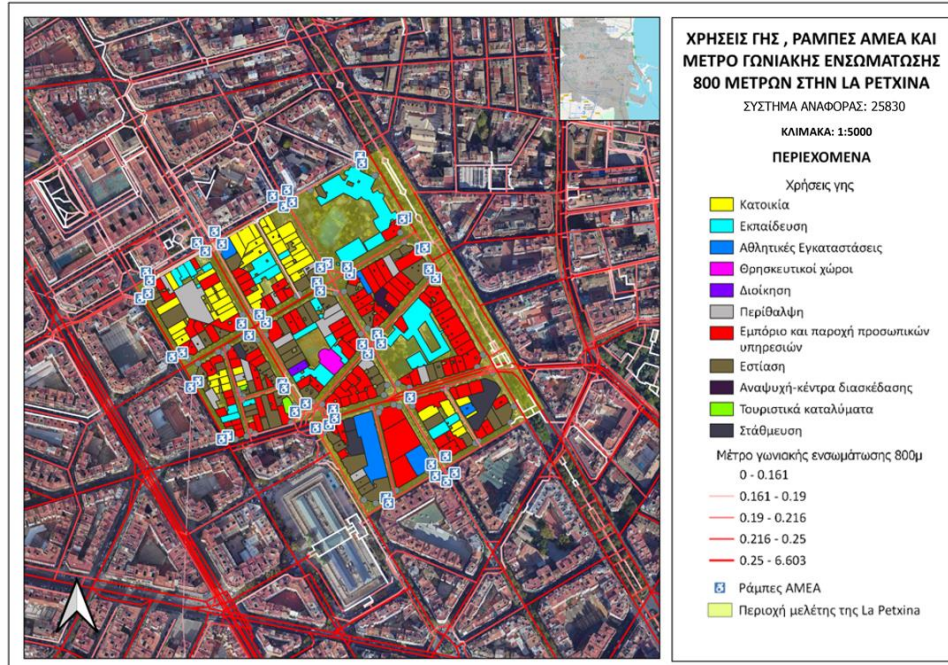 ΧΡΗΣΕΙΣ ΓΗΣ , ΡΑΜΠΕΣ ΑΜΕΑ ΚΑΙ
ΜΕΤΡΟ ΓΩΝΙΑΚΗΣ ΕΝΣΩΜΑΤΩΣΗΣ
800 ΜΕΤΡΩΝ ΣΤΗΝ LA PETXINA
ΣΥΣΤΗΜΑ ΑΝΑΦΟΡΑΣ: 25830
ΚΛΙΜΑΚΑ: 1:5000
ΠΕΡΙΕΧΟΜΕΝΑ
Χρήσεις γης
Κατοικία
Εκπαίδευση
Αθλητικές Εγκαταστάσεις
Θρησκευτικοί χώροι
Διοίκηση
Περίθαλψη
Εμπόριο και παροχή προσωπικών
υπηρεσιών
Εστίαση
Αναψυχή-κέντρα διασκέδασης
Τουριστικά καταλύματα
Στάθμευση
Μέτρο γωνιακής ενσωμάτωσης 800μ
0 - 0.161
0.161 - 0.19
0.19 - 0.216
0.216 - 0.25
0.25 - 6.603
Ράμπες ΑΜΕΑ
Περιοχή μελέτης της La Petxina